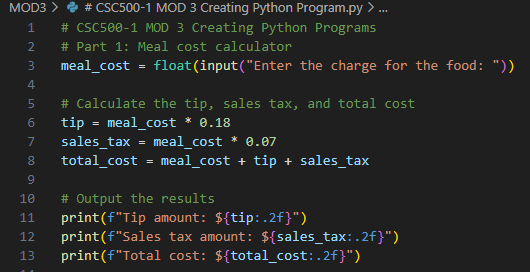 MOD3 > # CSC500-1 MOD 3 Creating Python Program.py > ...
1 # CSC500-1 MOD 3 Creating Python Programs
2 # Part 1: Meal cost calculator
3 meal_cost = float(input("Enter the charge for the food: "))
4
5 # Calculate the tip, sales tax, and total cost
6 tip = meal_cost * 0.18
7 sales_tax = meal_cost * 0.07
8 total_cost = meal_cost + tip + sales_tax
9
10 # Output the results
11 print(f"Tip amount: ${tip:.2f}")
12 print(f"Sales tax amount: ${sales_tax:.2f}")
13 print(f"Total cost: ${total_cost:.2f}")